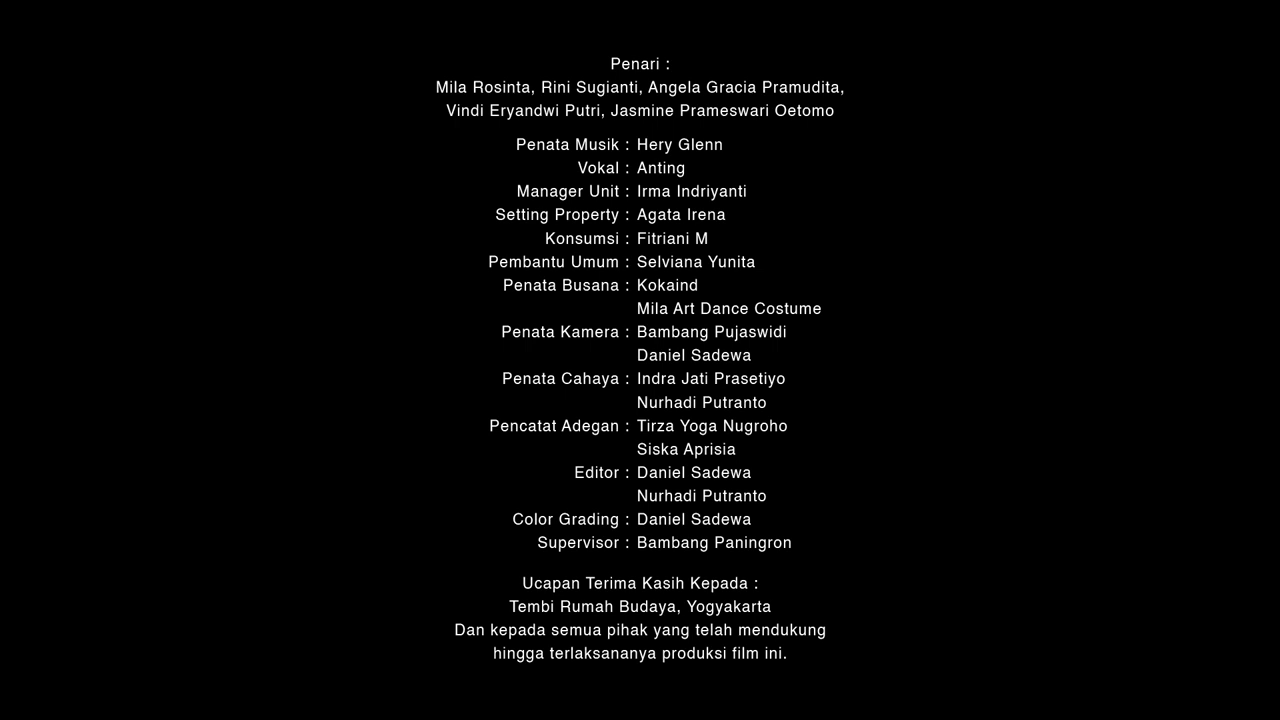 Penari :
Mila Rosinta, Rini Sugianti, Angela Gracia Pramudita,
Vindi Eryandwi Putri, Jasmine Prameswari Oetomo
Penata Musik : Hery Glenn
Vokal : Anting
Manager Unit : Irma Indriyanti
Setting Property : Agata Irena
Konsumsi : Fitriani M
Pembantu Umum : Selviana Yunita
Penata Busana : Kokaind
Mila Art Dance Costume
Penata Kamera : Bambang Pujaswidi
Daniel Sadewa
Penata Cahaya : Indra Jati Prasetiyo
Nurhadi Putranto
Pencatat Adegan : Tirza Yoga Nugroho
Siska Aprisia
Editor : Daniel Sadewa
Nurhadi Putranto
Color Grading : Daniel Sadewa
Supervisor : Bambang Paningron
Ucapan Terima Kasih Kepada :
Tembi Rumah Budaya, Yogyakarta
Dan kepada semua pihak yang telah mendukung
hingga terlaksananya produksi film ini.